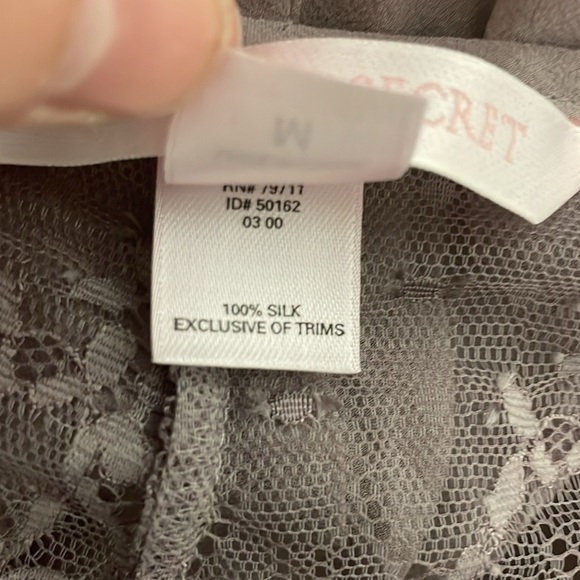 SECRET
M
RN# 79711
ID# 50162
03 00
100% SILK
EXCLUSIVE OF TRIMS